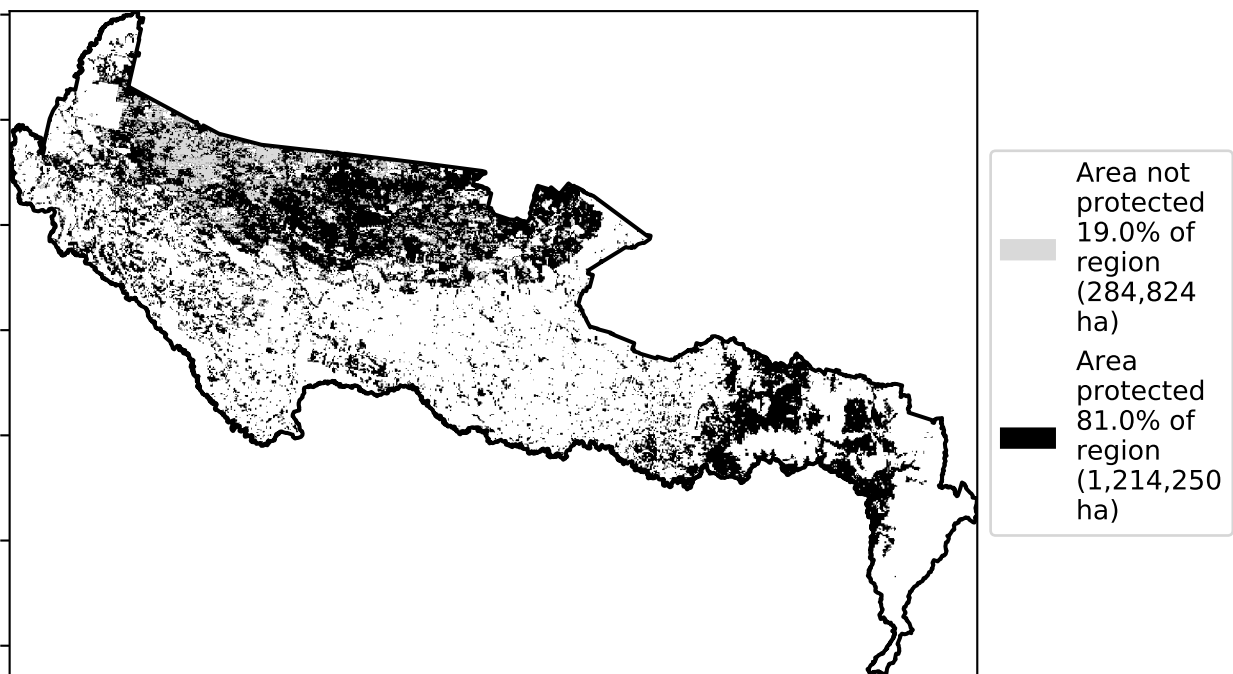 Area not
protected
19.0% of
region
(284,824
ha)
Area
protected
81.0% of
region
(1,214,250
ha)